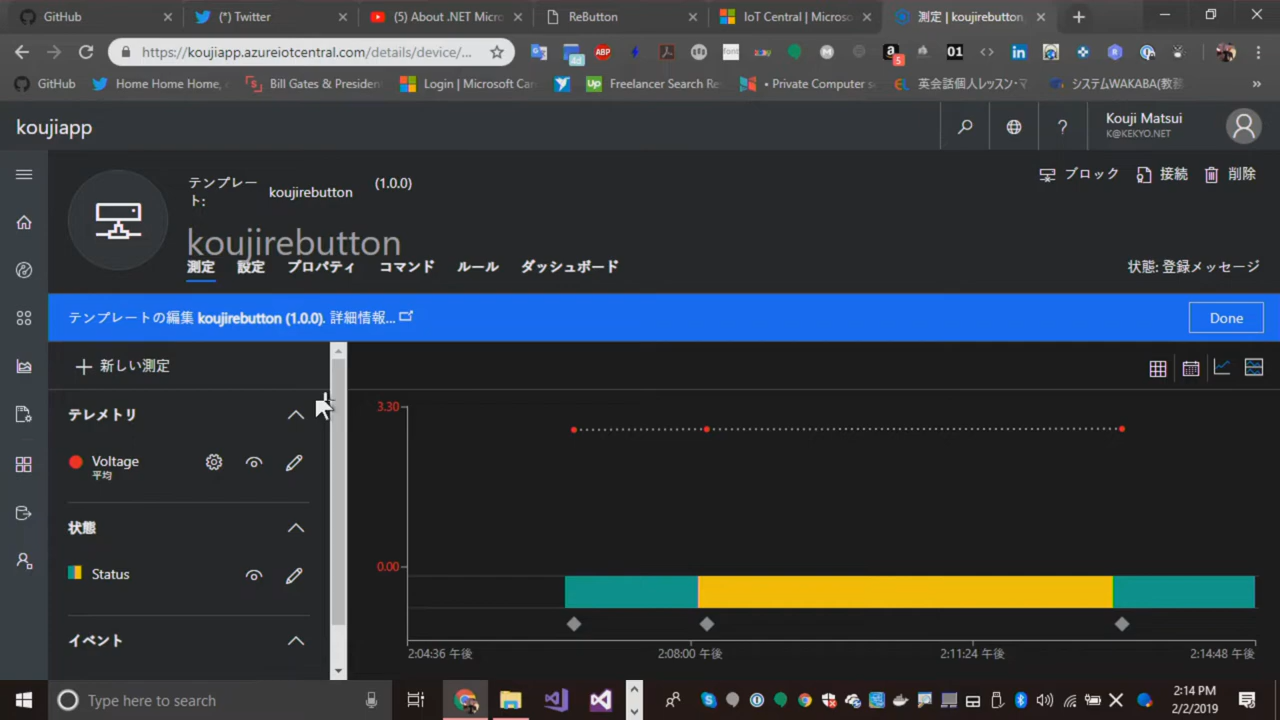 GitHub
(*) Twitter
(5) About .NET Micro
ReButton
IoT Central | Microso
測定 | koujirebutton
https://koujiapp.azureiotcentral.com/details/device/...
GitHub
Home Home Home,
Bill Gates & President
Login | Microsoft
Freelancer Search Re
• Private Computer s
英会話個人レッスン・マ
システムWAKABA(教務
»
koujiapp
?
Kouji Matsui
K@KEKYO.NET
テンプレー
ト:
koujirebutton
(1.0.0)
ブロック
接続
削除
koujirebutton
測定
設定
プロパティ
コマンド
ルール
ダッシュボード
状態: 登録メッセージ
テンプレートの編集 koujirebutton (1.0.0). 詳細情報...
Done
新しい測定
テレメトリ
Voltage
平均
状態
Status
イベント
3.30
0.00
2:04:36 午後
2:08:00 午後
2:11:24 午後
2:14:48 午後
Type here to search
2:14 PM
2/2/2019